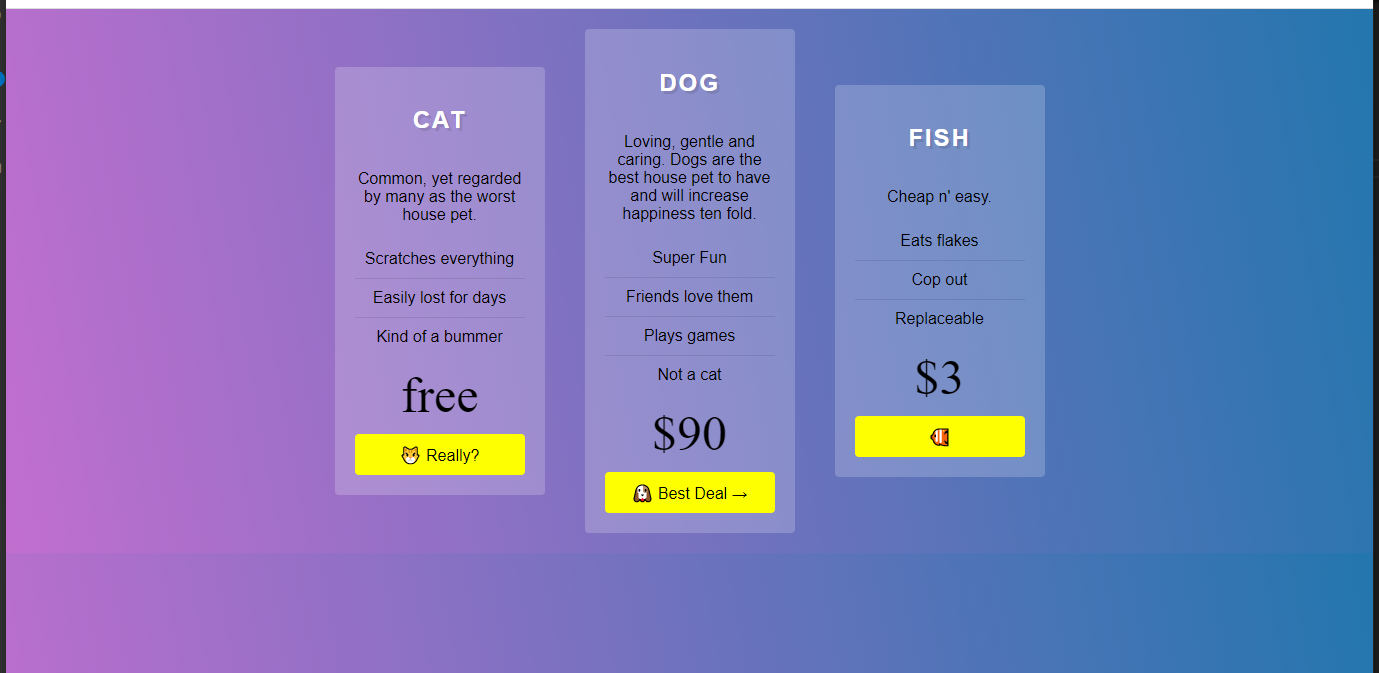 CAT
Common, yet regarded
by many as the worst
house pet.
Scratches everything
Easily lost for days
Kind of a bummer
free
🐱 Really?
DOG
Loving, gentle and
caring. Dogs are the
best house pet to have
and will increase
happiness ten fold.
Super Fun
Friends love them
Plays games
Not a cat
$90
🐶 Best Deal →
FISH
Cheap n' easy.
Eats flakes
Cop out
Replaceable
$3
🐠